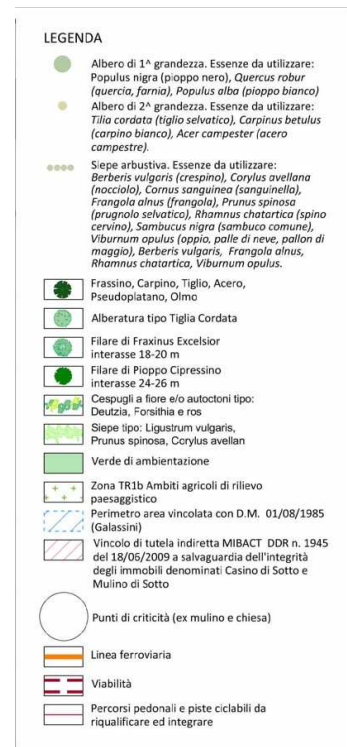 LEGENDA
Albero di 1^ grandezza. Essenze da utilizzare:
Populus nigra (pioppo nero), Quercus robur
(quercia, farnia), Populus alba (pioppo bianco)
Albero di 2^ grandezza. Essenze da utilizzare:
Tilia cordata (tiglio selvatico), Carpinus betulus
(carpino bianco), Acer campester (acero
campestre).
Siepe arbustiva. Essenze da utilizzare:
Berberis vulgaris (crespino), Corylus avellana
(nocciolo), Cornus sanguinea (sanguinella),
Frangola alnus (frangola), Prunus spinosa
(prugnolo selvatico), Rhamnus chatartica (spino
cervino), Sambucus nigra (sambuco comune),
Viburnum opulus (oppio, palle di neve, pallon di
maggio), Berberis vulgaris, Frangola alnus,
Rhamnus chatartica, Viburnum opulus.
Frassino, Carpino, Tiglio, Acero,
Pseudoplatano, Olmo
Alberatura tipo Tiglia Cordata
Filare di Fraxinus Excelsior
interasse 18-20 m
Filare di Pioppo Cipressino
interasse 24-26 m
Cespugli a fiore e/o autoctoni tipo:
Deutzia, Forsithia e ros
Siepe tipo: Ligustrum vulgaris,
Prunus spinosa, Corylus avellan
Verde di ambientazione
Zona TR1b Ambiti agricoli di rilievo
paesaggistico
Perimetro area vincolata con D.M. 01/08/1985
(Galassini)
Vincolo di tutela indiretta MIBACT DDR n. 1945
del 18/06/2009 a salvaguardia dell'integrità
degli immobili denominati Casino di Sotto e
Mulino di Sotto
Punti di criticità (ex mulino e chiesa)
Linea ferroviaria
Viabilità
Percorsi pedonali e piste ciclabili da
riqualificare ed integrare